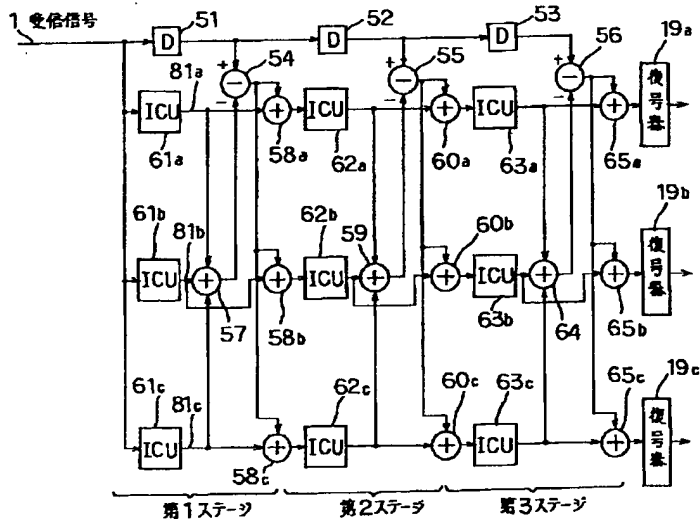 1 受信信号
51
D
52
D
53
D
54
55
56
19a
復号器
81a
ICU
61a
58a
ICU
62a
60a
ICU
63a
65a
61b
81b
ICU
57
58b
62b
ICU
59
60b
ICU
63b
64
65b
19b
復号器
61c
81c
ICU
58c
62c
ICU
60c
63c
ICU
65c
19c
復号器
第1ステージ
第2ステージ
第3ステージ